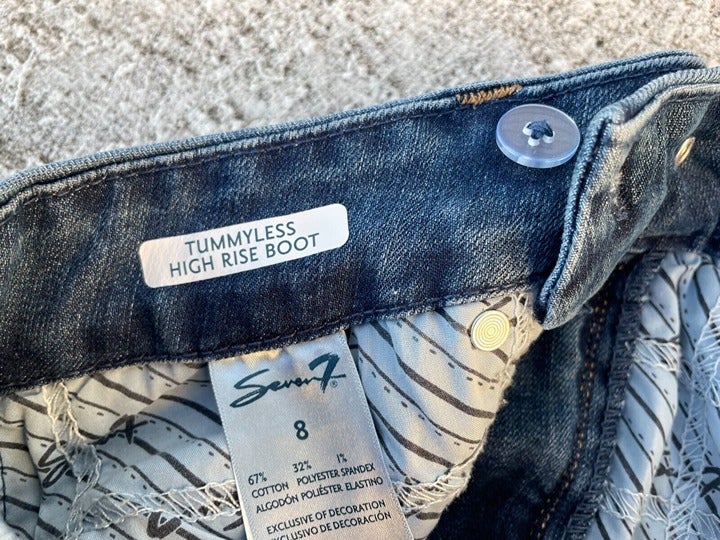 TUMMYLESS
HIGH RISE BOOT
Seven7®
8
67% 32% 1%
COTTON POLYESTER SPANDEX
ALGODÓN POLIÉSTER ELASTINO
EXCLUSIVE OF DECORATION
EXCLUSIVO DE DECORACIÓN